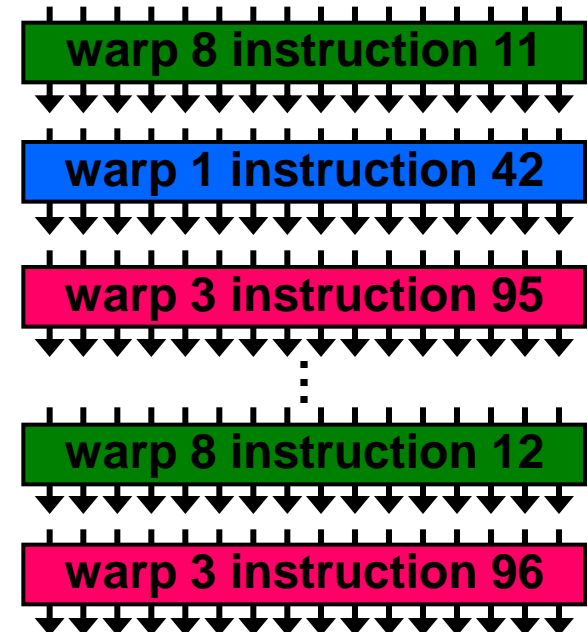 warp 8 instruction 11
warp 1 instruction 42
warp 3 instruction 95
warp 8 instruction 12
warp 3 instruction 96